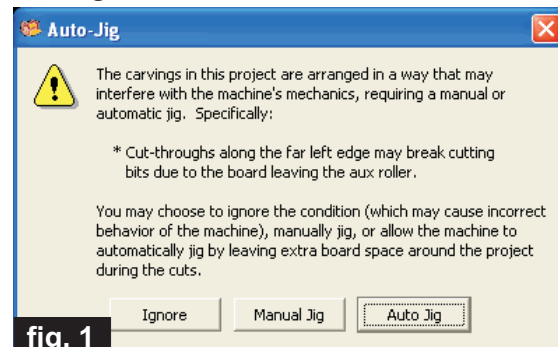 Auto-Jig
The carvings in this project are arranged in a way that may
interfere with the machine's mechanics, requiring a manual or
automatic jig. Specifically:
* Cut-throughs along the far left edge may break cutting
bits due to the board leaving the aux roller.
You may choose to ignore the condition (which may cause incorrect
behavior of the machine), manually jig, or allow the machine to
automatically jig by leaving extra board space around the project
during the cuts.
Ignore Manual Jig Auto Jig
fig. 1